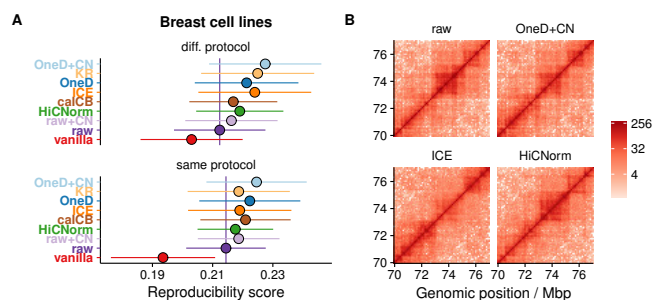 A
Breast cell lines
diff. protocol
OneD+CN
KR
OneD
ICE
caICB
HiCNorm
raw+CN
raw
vanilla
same protocol
OneD+CN
KR
OneD
ICE
caICB
HiCNorm
raw+CN
raw
vanilla
0.19 0.21 0.23
Reproducibility score
B
raw OneD+CN
76
74
72
70
ICE HiCNorm
76
74
72
70
70 72 74 76 70 72 74 76
Genomic position / Mbp
256
32
4